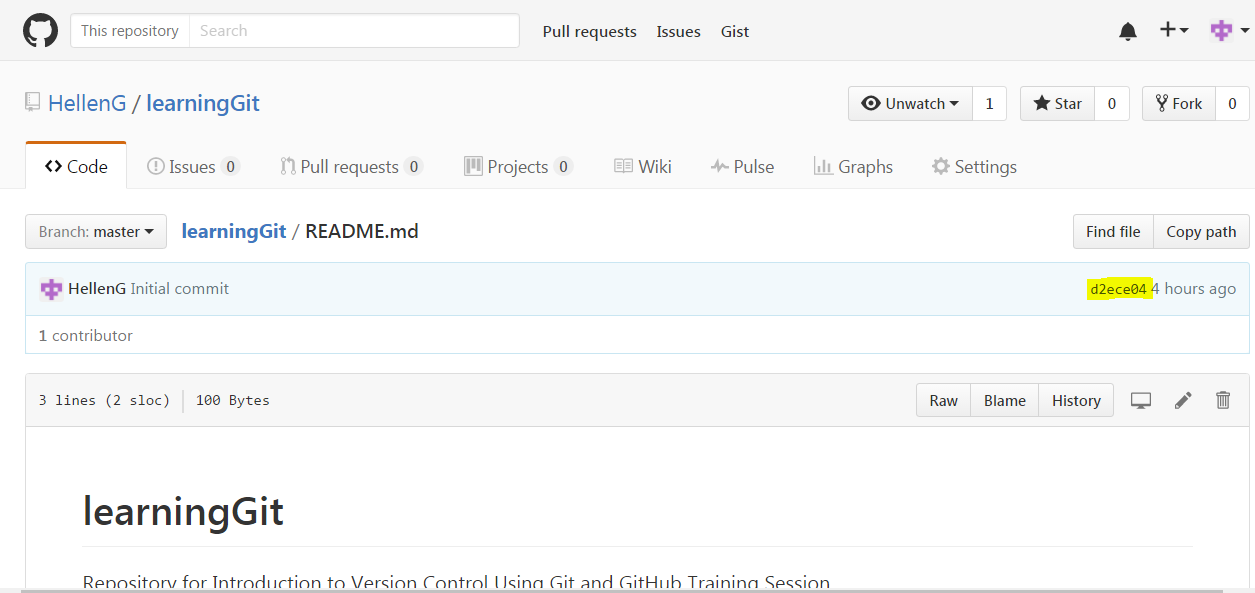 This repository Search Pull requests Issues Gist
HellenG / learningGit Unwatch 1 Star 0 Fork 0
Code Issues 0 Pull requests 0 Projects 0 Wiki Pulse Graphs Settings
Branch: master learningGit / README.md Find file Copy path
HellenG Initial commit d2ece04 4 hours ago
1 contributor
3 lines (2 sloc) 100 Bytes Raw Blame History
learningGit
Repository for Introduction to Version Control Using Git and GitHub Training Session